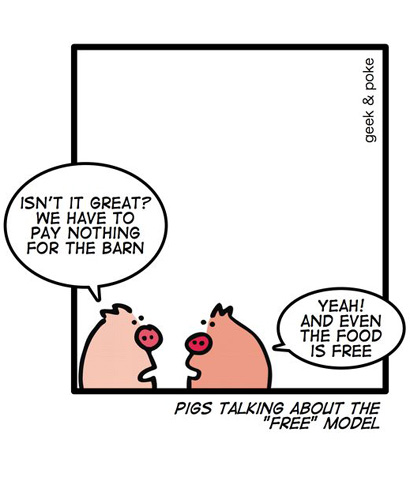 geek & poke
ISN'T IT GREAT?
WE HAVE TO
PAY NOTHING
FOR THE BARN
YEAH!
AND EVEN
THE FOOD
IS FREE
PIGS TALKING ABOUT THE
"FREE" MODEL